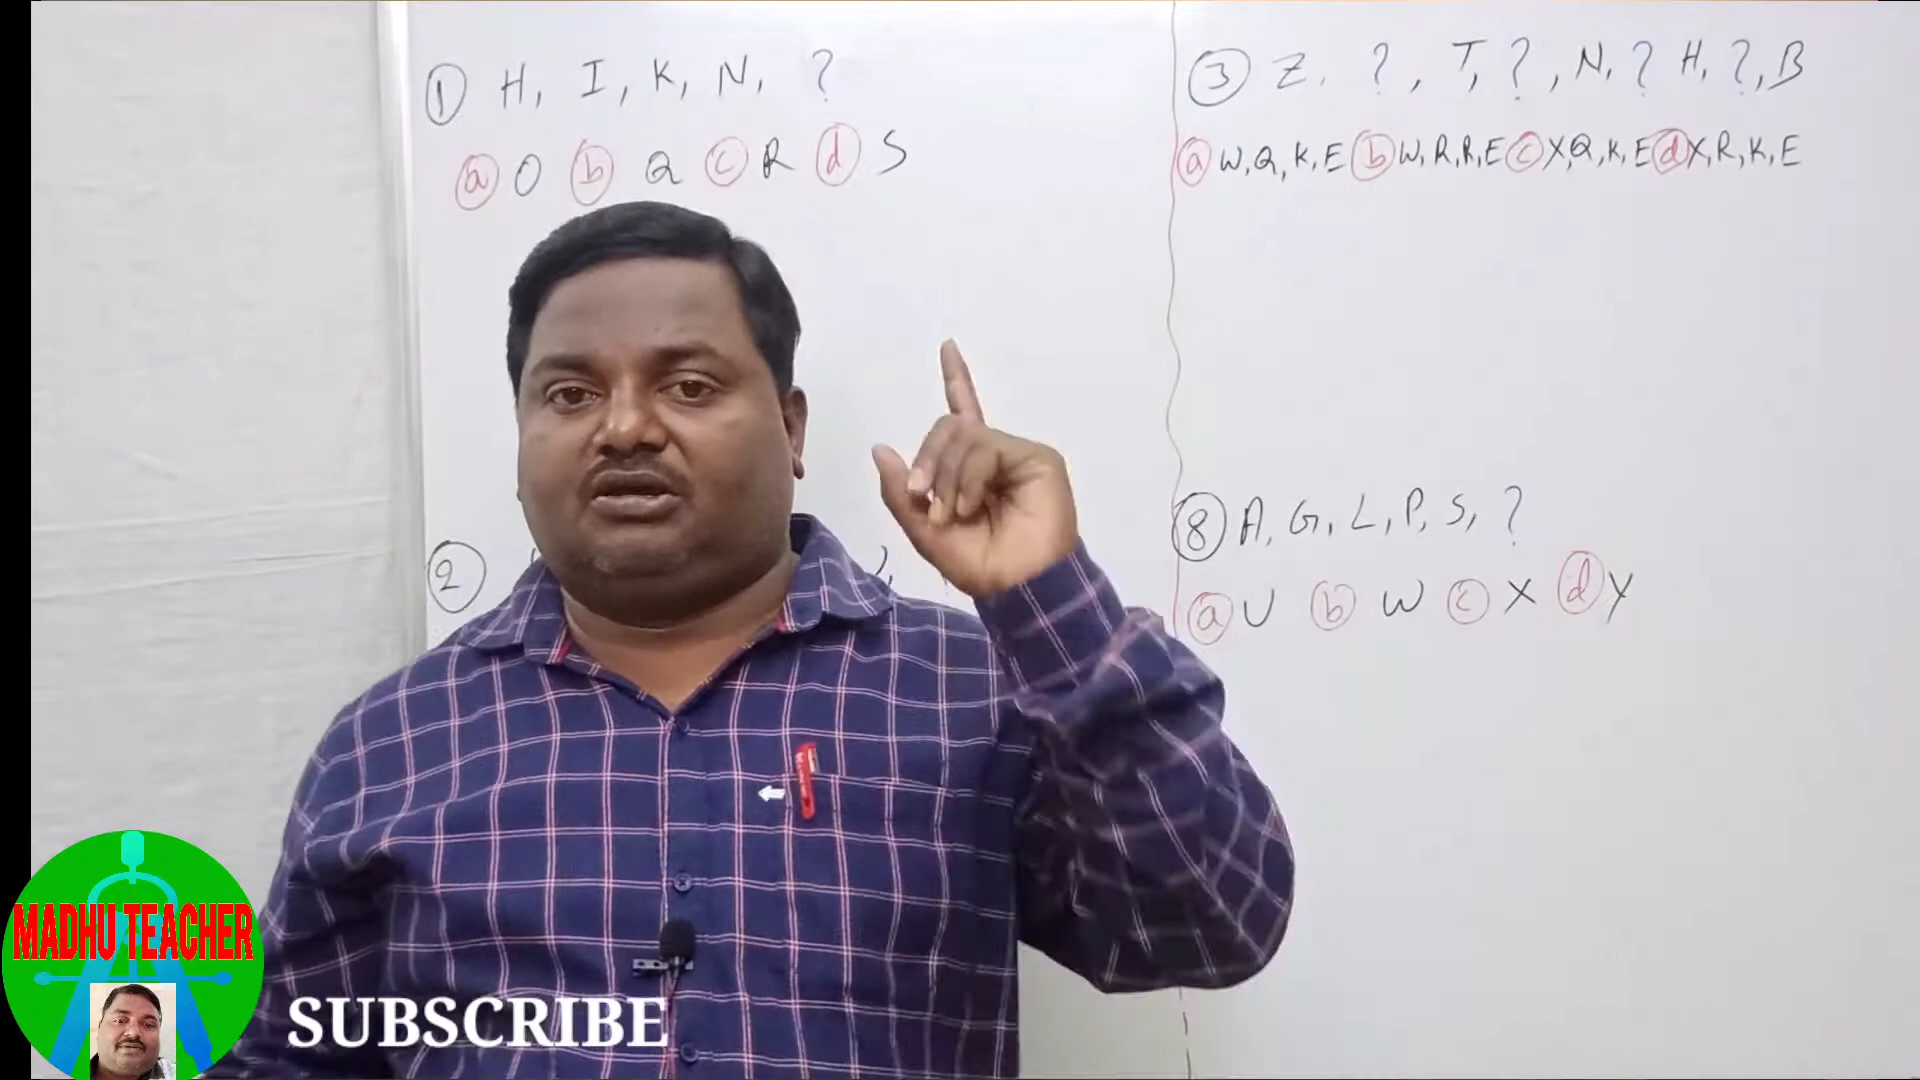 ① H, I, K, N, ?
ⓐ O ⓑ Q ⓒ R ⓓ S
②
③ Z, ?, T, ?, N, ? H, ?, B
ⓐ W,Q,K,E ⓑ W,R,R,E ⓒ X,Q,K,E ⓓ X,R,K,E
⑧ A, G, L, P, S, ?
ⓐ U ⓑ W ⓒ X ⓓ Y
MADHU TEACHER
SUBSCRIBE